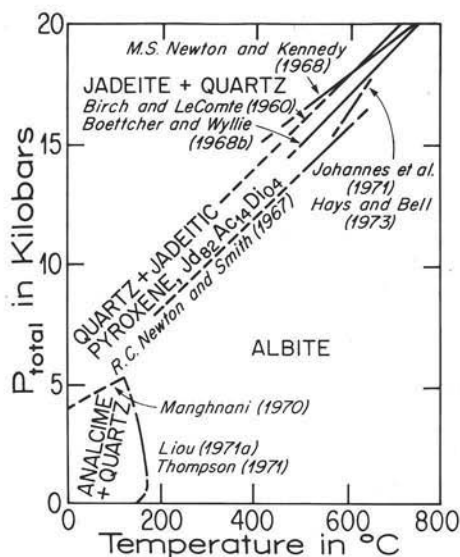 20
M.S. Newton and Kennedy
(1968)
JADEITE + QUARTZ
Birch and LeComte (1960)
Boettcher and Wyllie
(1968b)
15
Johannes et al.
(1971)
Hays and Bell
(1973)
QUARTZ + JADEITIC
PYROXENE, Jd82 Ac14 Di04
R.C. Newton and Smith (1967)
10
ALBITE
5
Manghnani (1970)
ANALCIME
+ QUARTZ
Liou (1971a)
Thompson (1971)
0
0 200 400 600 800
Ptotal in Kilobars
Temperature in °C